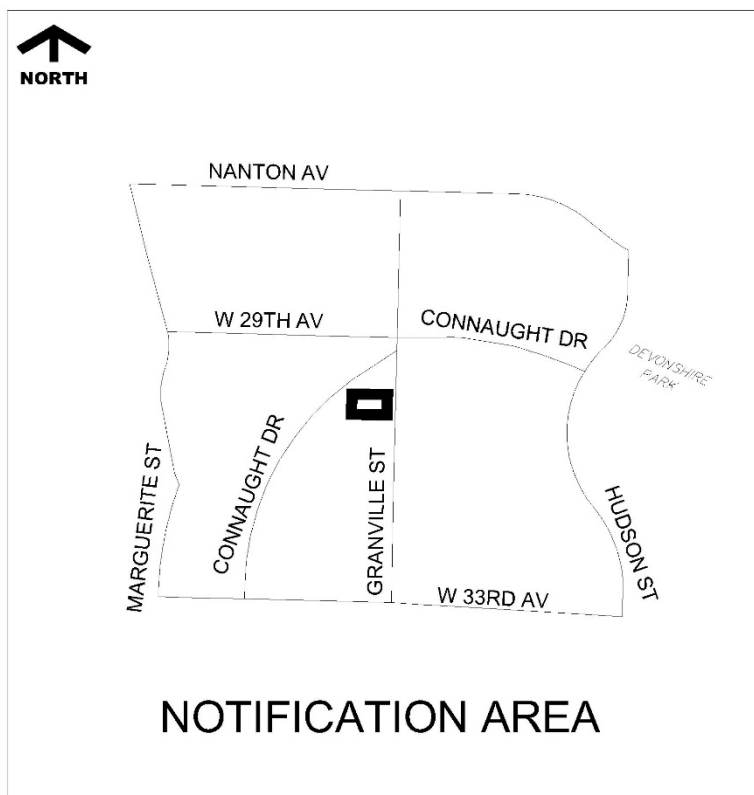 NORTH
NANTON AV
W 29TH AV
CONNAUGHT DR
DEVONSHIRE
PARK
CONNAUGHT DR
MARGUERITE ST
GRANVILLE ST
HUDSON ST
W 33RD AV
NOTIFICATION AREA